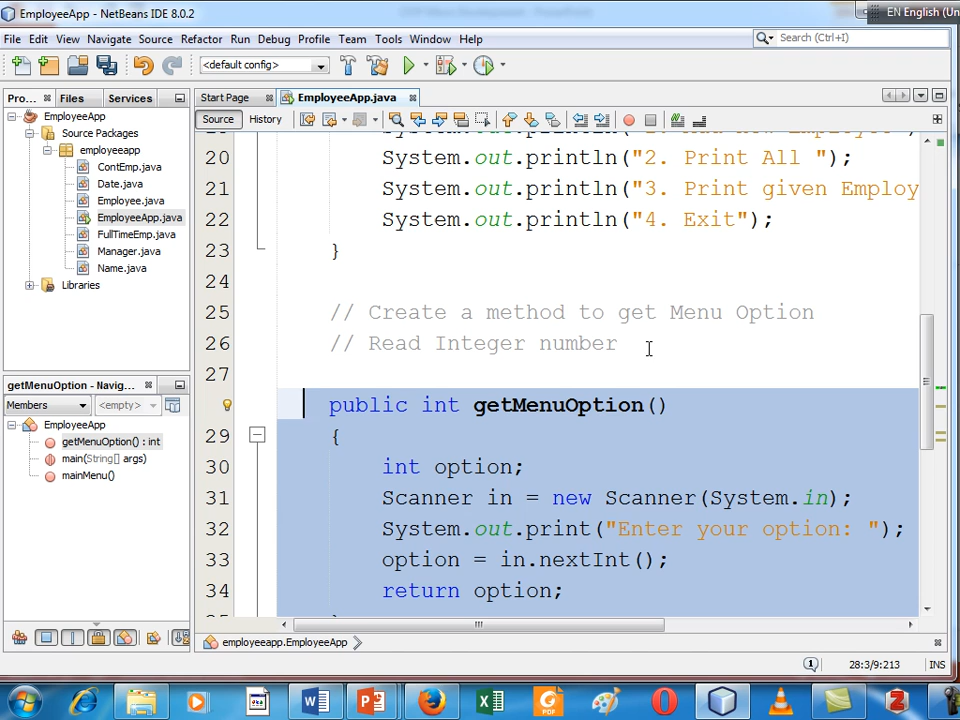 EmployeeApp - NetBeans IDE 8.0.2
EN English (Un
File Edit View Navigate Source Refactor Run Debug Profile Team Tools Window Help
Search (Ctrl+I)
<default config>
Pro... Files Services
Start Page EmployeeApp.java
Source History
EmployeeApp
Source Packages
employeeapp
ContEmp.java
Date.java
Employee.java
EmployeeApp.java
FullTimeEmp.java
Manager.java
Name.java
Libraries
getMenuOption - Navig...
Members <empty>
EmployeeApp
getMenuOption() : int
main(String[] args)
mainMenu()
20 System.out.println("2. Print All ");
21 System.out.println("3. Print given Employ
22 System.out.println("4. Exit");
23 }
24
25 // Create a method to get Menu Option
26 // Read Integer number
27
public int getMenuOption()
29 {
30 int option;
31 Scanner in = new Scanner(System.in);
32 System.out.print("Enter your option: ");
33 option = in.nextInt();
34 return option;
employeeapp.EmployeeApp
1 28:3/9:213 INS
PDF